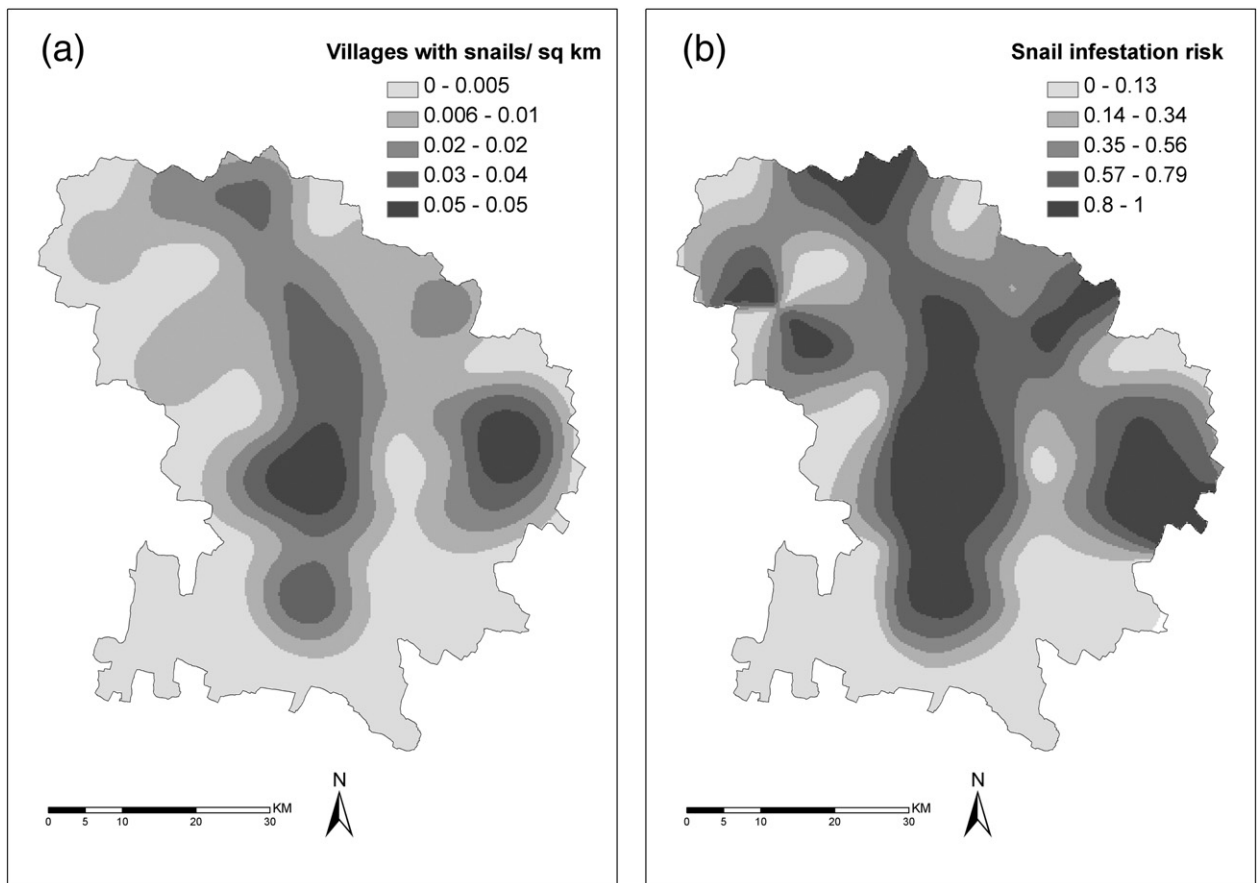 (a)
Villages with snails/ sq km
0 - 0.005
0.006 - 0.01
0.02 - 0.02
0.03 - 0.04
0.05 - 0.05
N
KM
0 5 10 20 30
(b)
Snail infestation risk
0 - 0.13
0.14 - 0.34
0.35 - 0.56
0.57 - 0.79
0.8 - 1
N
KM
0 5 10 20 30